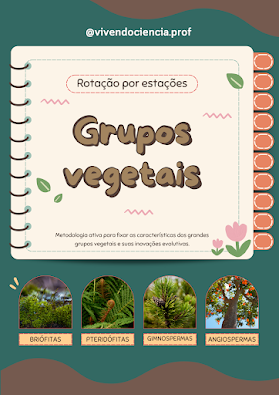 @vivendociencia.prof
Rotação por estações
Grupos
vegetais
Metodologia ativa para fixar as características dos grandes
grupos vegetais e suas inovações evolutivas.
BRIÓFITAS
PTERIDÓFITAS
GIMNOSPERMAS
ANGIOSPERMAS